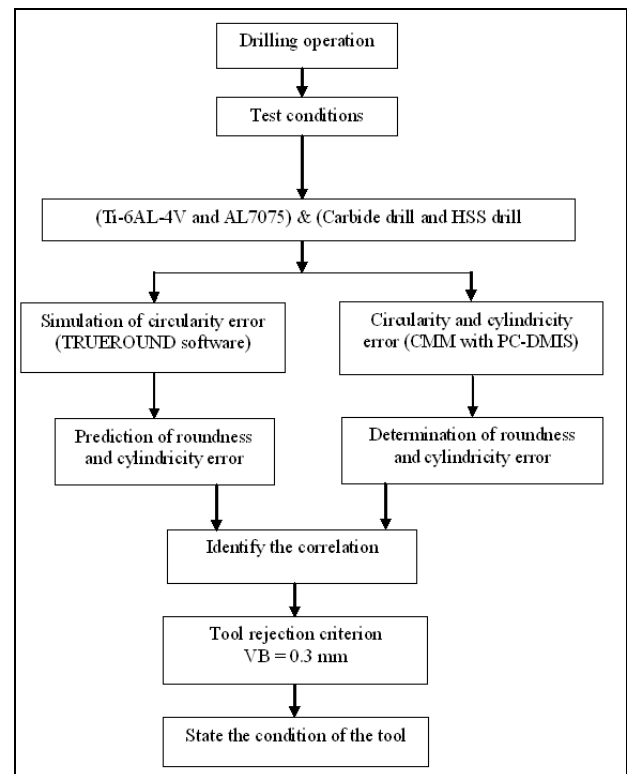 Drilling operation
Test conditions
(Ti-6AL-4V and AL7075) & (Carbide drill and HSS drill
Simulation of circularity error
(TRUEROUND software)
Circularity and cylindricity
error (CMM with PC-DMIS)
Prediction of roundness
and cylindricity error
Determination of roundness
and cylindricity error
Identify the correlation
Tool rejection criterion
VB = 0.3 mm
State the condition of the tool